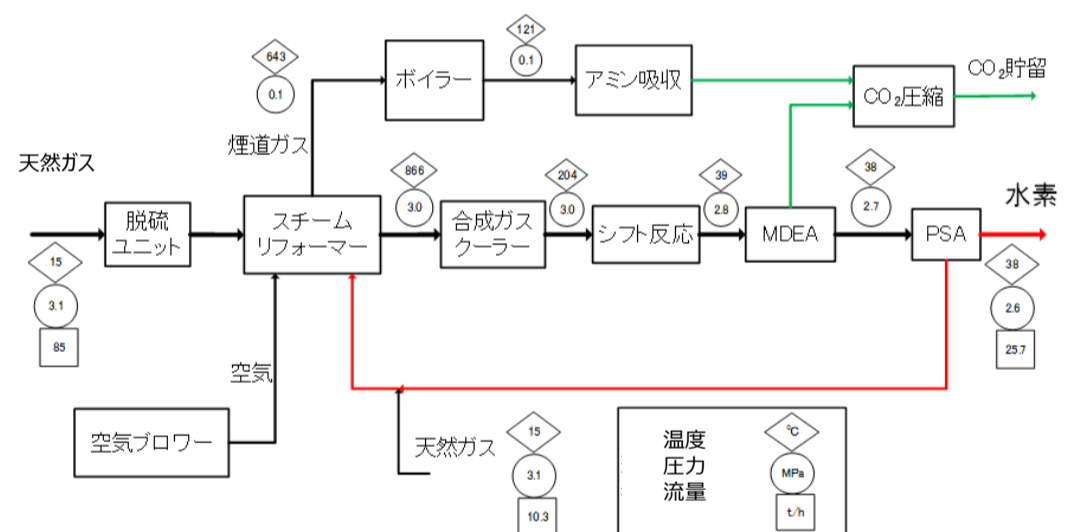 643
0.1
煙道ガス
ボイラー
121
0.1
アミン吸収
CO₂圧縮
CO₂貯留
天然ガス
15
3.1
85
脱硫
ユニット
スチーム
リフォーマー
866
3.0
合成ガス
クーラー
204
3.0
シフト反応
39
2.8
MDEA
38
2.7
PSA
水素
38
2.6
25.7
空気
空気ブロワー
天然ガス
15
3.1
10.3
温度
圧力
流量
℃
MPa
t/h